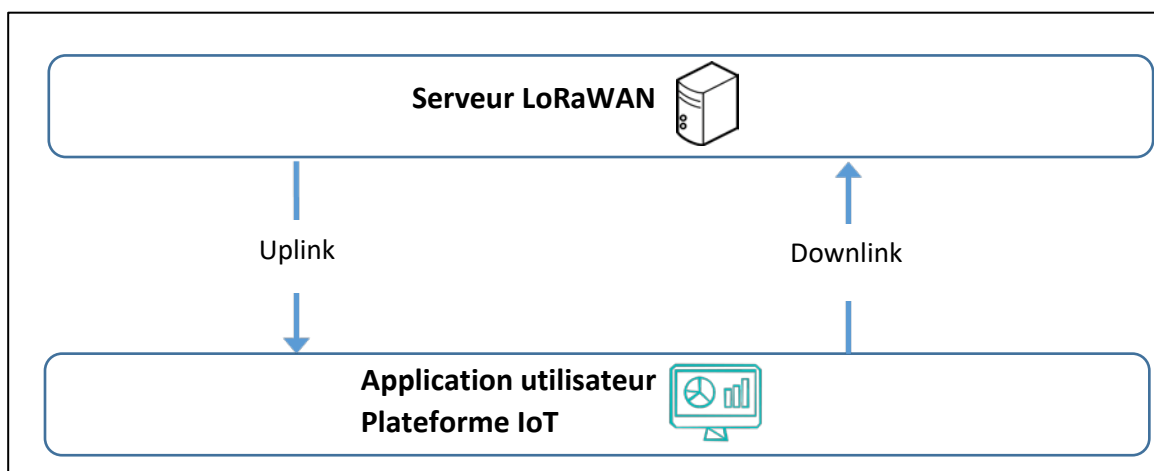 Serveur LoRaWAN
Uplink
Downlink
Application utilisateur
Plateforme IoT